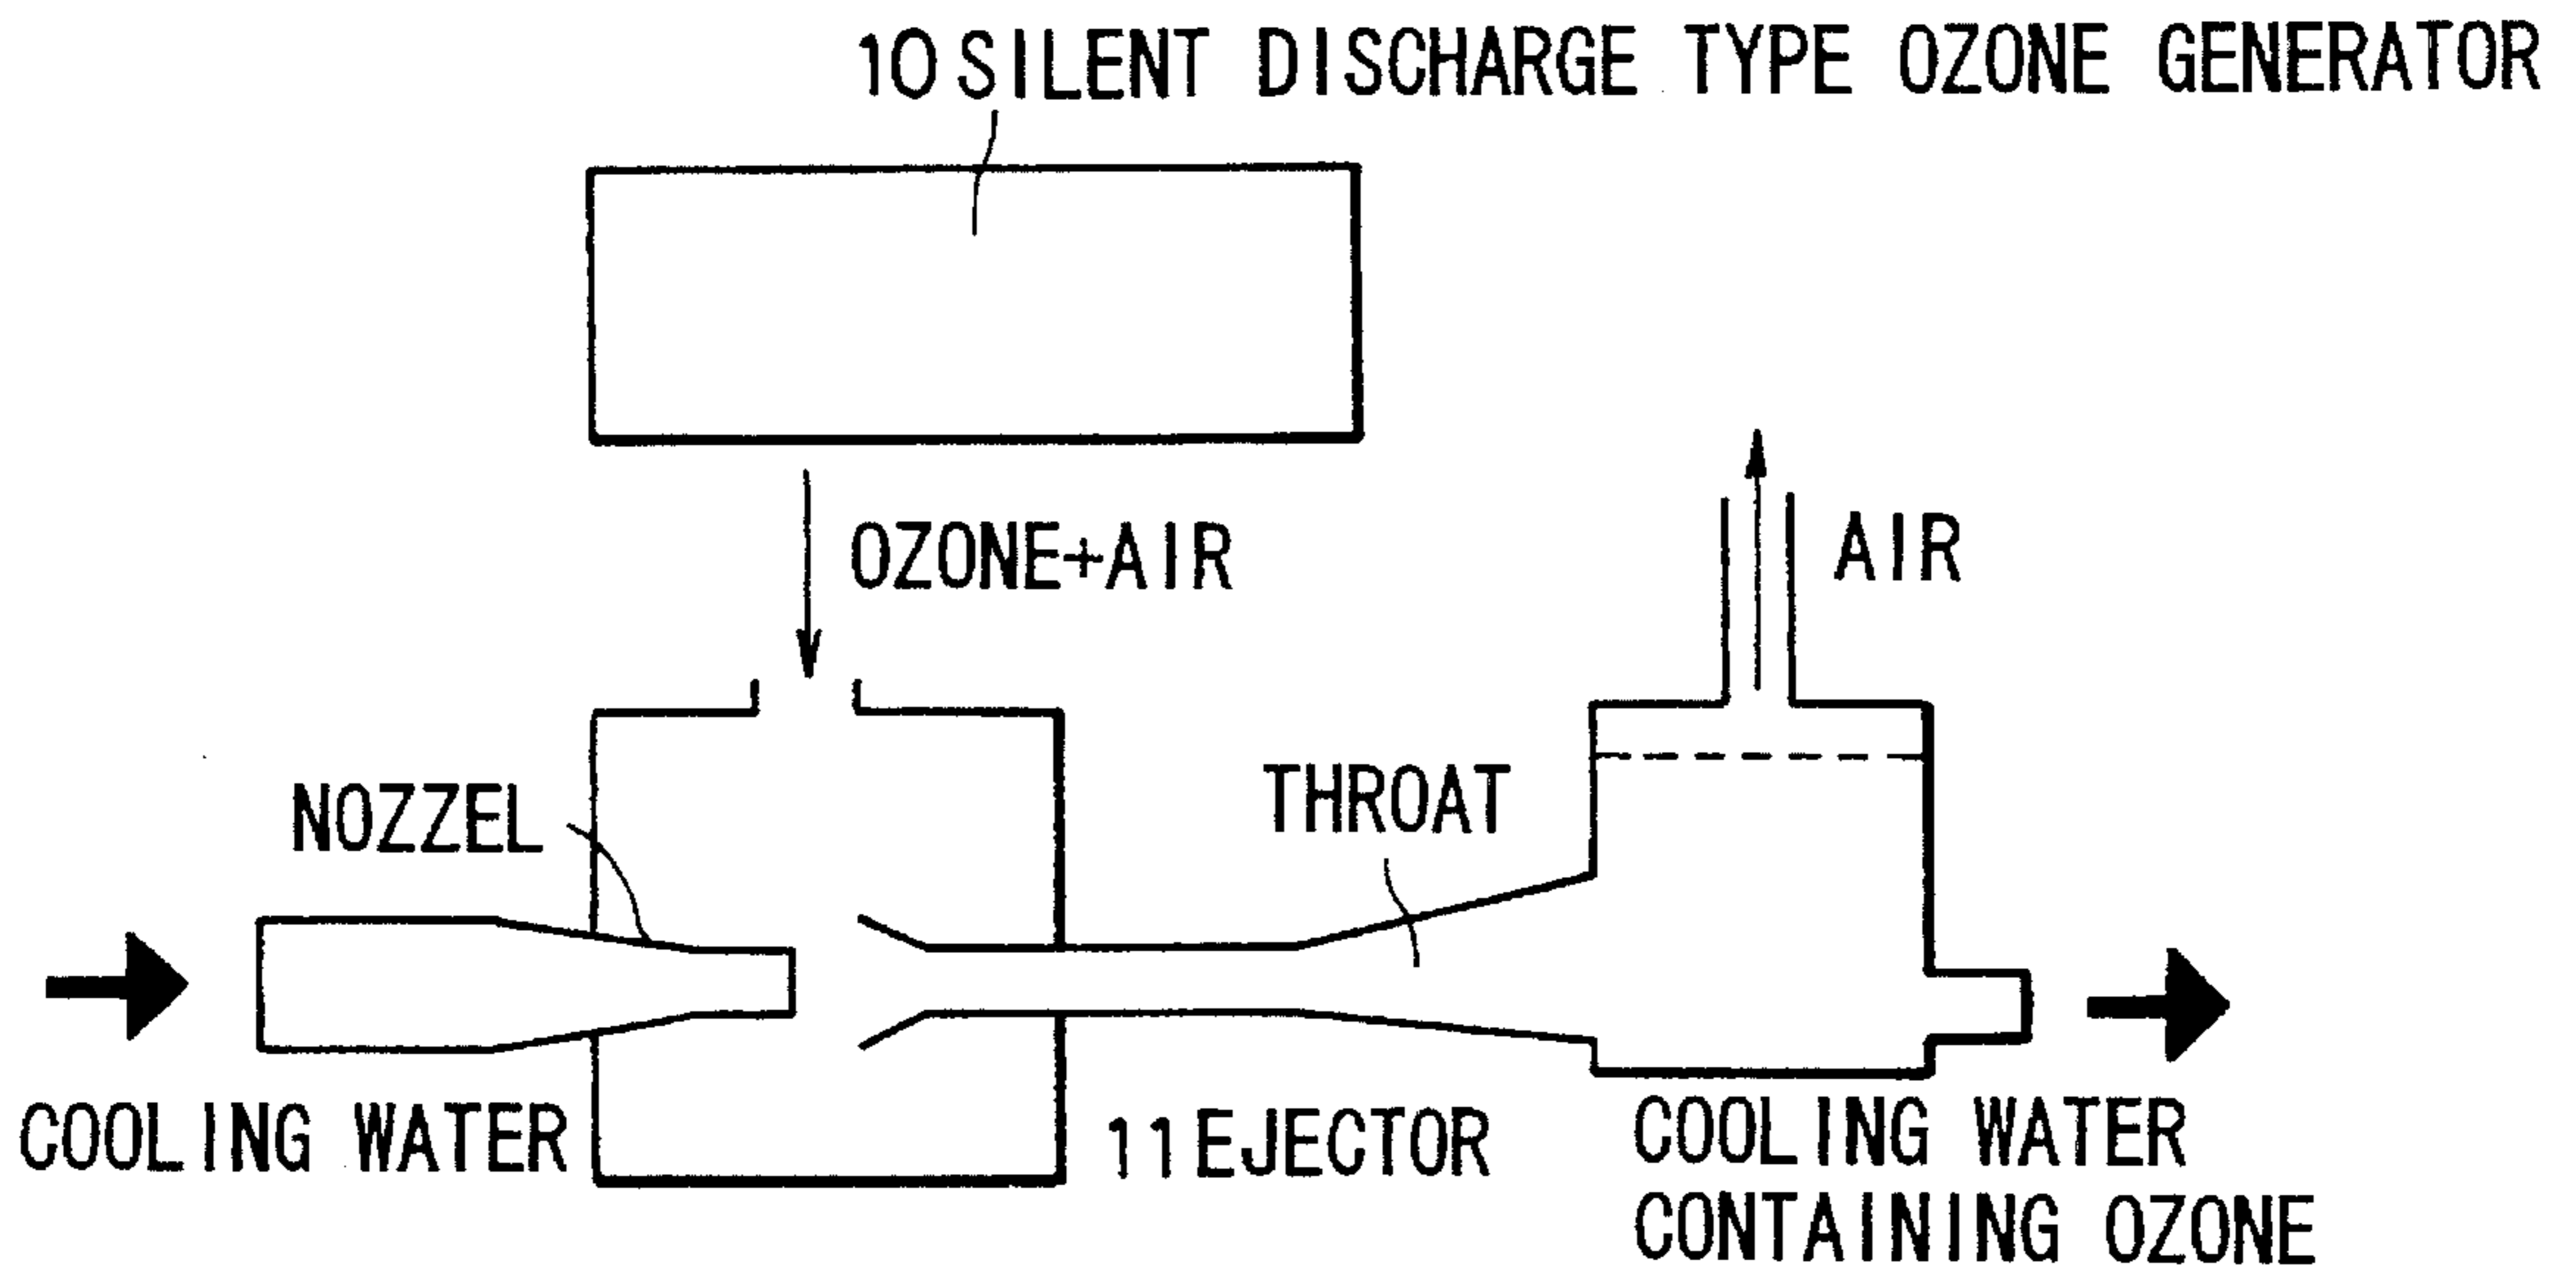 10 SILENT DISCHARGE TYPE OZONE GENERATOR
OZONE+AIR
AIR
NOZZEL
THROAT
COOLING WATER
11 EJECTOR
COOLING WATER
CONTAINING OZONE